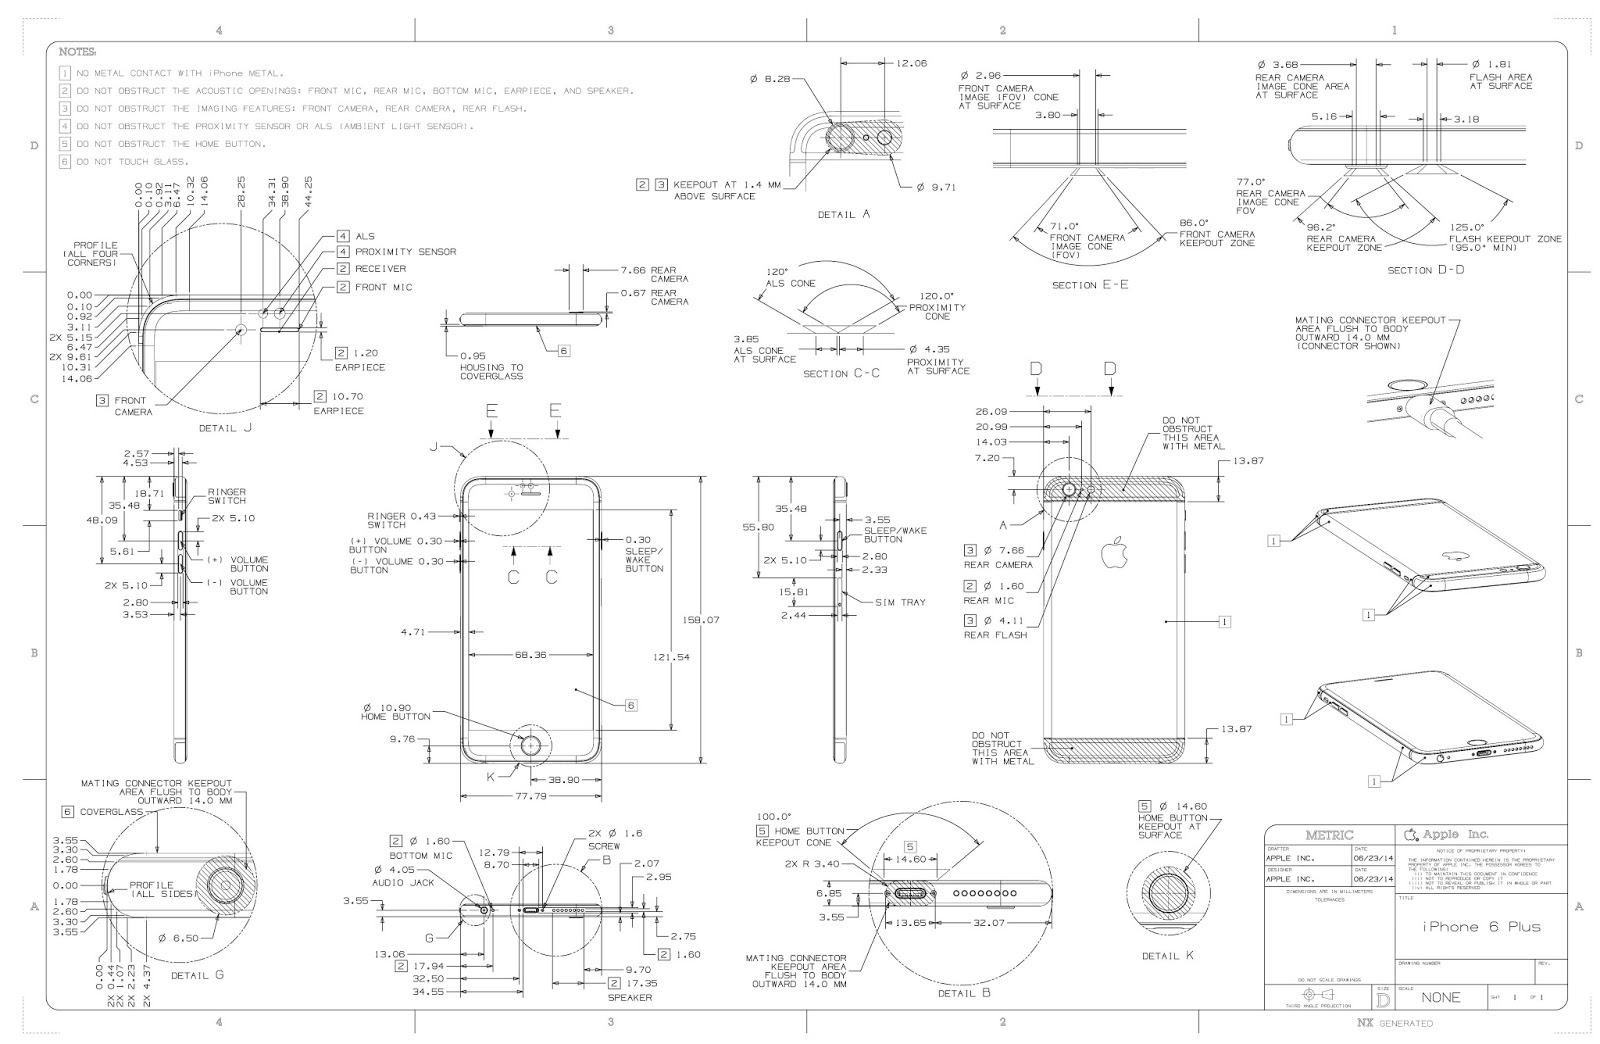 4
3
2
1
NOTES:
1 NO METAL CONTACT WITH iPhone METAL.
2 DO NOT OBSTRUCT THE ACOUSTIC OPENINGS: FRONT MIC, REAR MIC, BOTTOM MIC, EARPIECE, AND SPEAKER.
3 DO NOT OBSTRUCT THE IMAGING FEATURES: FRONT CAMERA, REAR CAMERA, REAR FLASH.
4 DO NOT OBSTRUCT THE PROXIMITY SENSOR OR ALS (AMBIENT LIGHT SENSOR).
5 DO NOT OBSTRUCT THE HOME BUTTON.
6 DO NOT TOUCH GLASS.
D
C
B
A
0.00
0.10
0.92
3.11
6.47
10.32
14.06
28.25
34.31
38.90
44.25
PROFILE
(ALL FOUR
CORNERS)
4 ALS
4 PROXIMITY SENSOR
2 RECEIVER
2 FRONT MIC
0.00
0.10
0.92
3.11
2X 5.15
6.47
2X 9.61
10.31
14.06
2 1.20
EARPIECE
2 10.70
EARPIECE
3 FRONT
CAMERA
DETAIL J
7.66 REAR
CAMERA
0.67 REAR
CAMERA
0.95
HOUSING TO
COVERGLASS
6
12.06
Ø 8.28
2 3 KEEPOUT AT 1.4 MM
ABOVE SURFACE
Ø 9.71
DETAIL A
Ø 2.96
FRONT CAMERA
IMAGE (FOV) CONE
AT SURFACE
3.80
71.0°
FRONT CAMERA
IMAGE CONE
(FOV)
86.0°
FRONT CAMERA
KEEPOUT ZONE
SECTION E-E
Ø 3.68
REAR CAMERA
IMAGE CONE AREA
AT SURFACE
Ø 1.81
FLASH AREA
AT SURFACE
5.16
3.18
77.0°
REAR CAMERA
IMAGE CONE
FOV
96.2°
REAR CAMERA
KEEPOUT ZONE
125.0°
FLASH KEEPOUT ZONE
(95.0° MIN)
SECTION D-D
120°
ALS CONE
120.0°
PROXIMITY
CONE
3.85
ALS CONE
AT SURFACE
Ø 4.35
PROXIMITY
AT SURFACE
SECTION C-C
MATING CONNECTOR KEEPOUT
AREA FLUSH TO BODY
OUTWARD 14.0 MM
(CONNECTOR SHOWN)
2.57
4.53
18.71
35.48
48.09
RINGER
SWITCH
2X 5.10
5.61
(+) VOLUME
BUTTON
2X 5.10
(-) VOLUME
BUTTON
2.80
3.53
E
E
J
RINGER 0.43
SWITCH
(+) VOLUME 0.30
BUTTON
(-) VOLUME 0.30
BUTTON
0.30
SLEEP/
WAKE
BUTTON
C
C
4.71
68.36
121.54
158.07
6
Ø 10.90
HOME BUTTON
9.76
K
38.90
77.79
35.48
55.80
3.55
SLEEP/WAKE
BUTTON
2X 5.10
2.80
2.33
15.81
SIM TRAY
2.44
D
D
26.09
20.99
14.03
7.20
DO NOT
OBSTRUCT
THIS AREA
WITH METAL
13.87
A
3 Ø 7.66
REAR CAMERA
2 Ø 1.60
REAR MIC
3 Ø 4.11
REAR FLASH
1
DO NOT
OBSTRUCT
THIS AREA
WITH METAL
13.87
1
1
1
1
MATING CONNECTOR KEEPOUT
AREA FLUSH TO BODY
OUTWARD 14.0 MM
6 COVERGLASS
3.55
3.30
2.60
1.78
0.00
1.78
2.60
3.30
3.55
PROFILE
(ALL SIDES)
Ø 6.50
0.00
2X 0.44
2X 1.07
2X 2.23
2X 4.37
DETAIL G
2 Ø 1.60
BOTTOM MIC
Ø 4.05
AUDIO JACK
12.79
8.70
2X Ø 1.6
SCREW
B
2.07
2.95
3.55
G
13.06
2 17.94
32.50
34.55
2.75
2 1.60
9.70
2 17.35
SPEAKER
100.0°
5 HOME BUTTON
KEEPOUT CONE
5
14.60
2X R 3.40
6.85
3.55
13.65
32.07
MATING CONNECTOR
KEEPOUT AREA
FLUSH TO BODY
OUTWARD 14.0 MM
DETAIL B
5 Ø 14.60
HOME BUTTON
KEEPOUT AT
SURFACE
DETAIL K
METRIC
Apple Inc.
DRAFTER
APPLE INC.
DATE
06/23/14
DESIGNER
APPLE INC.
DATE
06/23/14
DIMENSIONS ARE IN MILLIMETERS
TOLERANCES
NOTICE OF PROPRIETARY PROPERTY:
THE INFORMATION CONTAINED HEREIN IS THE PROPRIETARY
PROPERTY OF APPLE INC. THE POSSESSOR AGREES TO
THE FOLLOWING:
(I) TO MAINTAIN THIS DOCUMENT IN CONFIDENCE
(II) NOT TO REPRODUCE OR COPY IT
(III) NOT TO REVEAL OR PUBLISH IT IN WHOLE OR PART
(IV) ALL RIGHTS RESERVED
TITLE
iPhone 6 Plus
DRAWING NUMBER
REV.
DO NOT SCALE DRAWINGS
THIRD ANGLE PROJECTION
SIZE
D
SCALE
NONE
SHT 1 OF 1
D
C
B
A
4
3
2
NX GENERATED